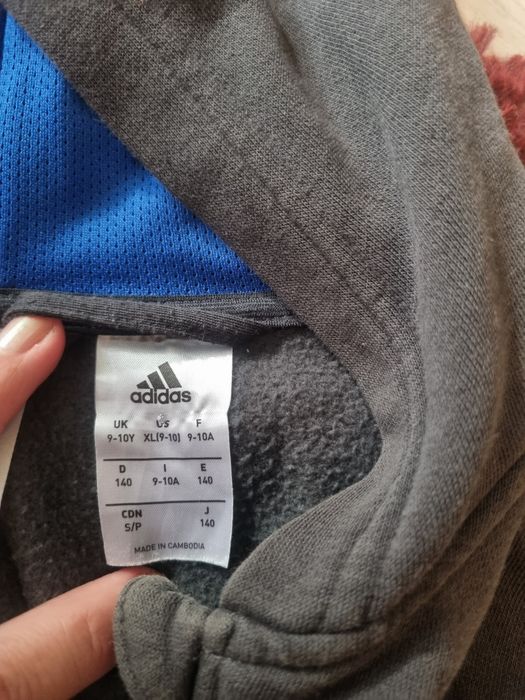 adidas
UK US F
9-10Y XL(9-10) 9-10A
D I E
140 9-10A 140
CDN J
S/P 140
MADE IN CAMBODIA